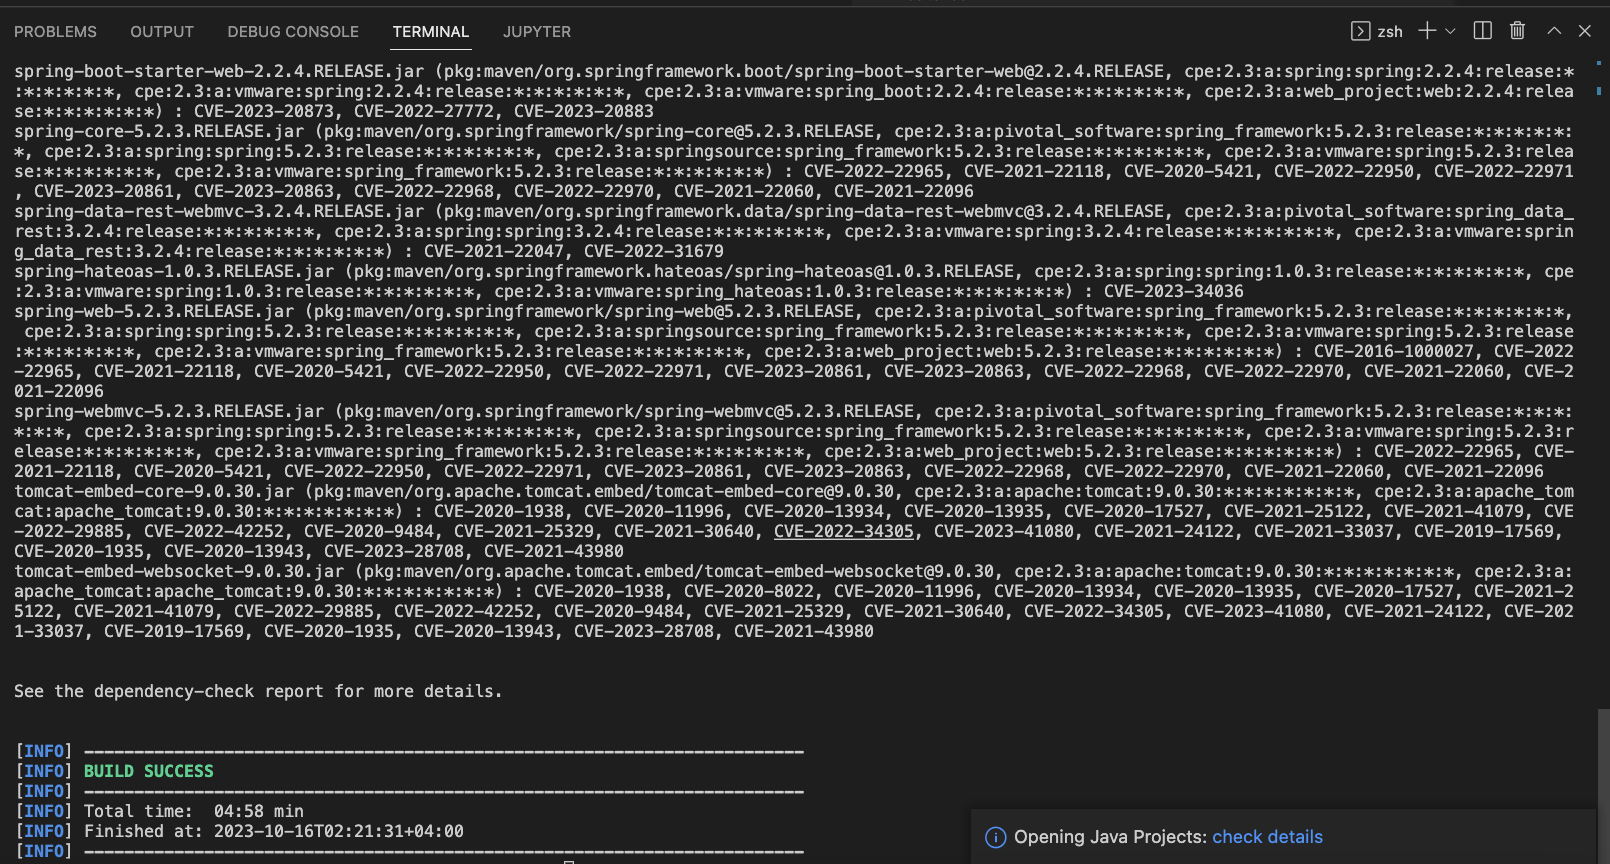 PROBLEMS OUTPUT DEBUG CONSOLE TERMINAL JUPYTER zsh
spring-boot-starter-web-2.2.4.RELEASE.jar (pkg:maven/org.springframework.boot/spring-boot-starter-web@2.2.4.RELEASE, cpe:2.3:a:spring:spring:2.2.4:release:*
:*:*:*:*:*, cpe:2.3:a:vmware:spring:2.2.4:release:*:*:*:*:*:*, cpe:2.3:a:vmware:spring_boot:2.2.4:release:*:*:*:*:*:*, cpe:2.3:a:web_project:web:2.2.4:relea
se:*:*:*:*:*:*) : CVE-2023-20873, CVE-2022-27772, CVE-2023-20883
spring-core-5.2.3.RELEASE.jar (pkg:maven/org.springframework/spring-core@5.2.3.RELEASE, cpe:2.3:a:pivotal_software:spring_framework:5.2.3:release:*:*:*:*:*:
*, cpe:2.3:a:spring:spring:5.2.3:release:*:*:*:*:*:*, cpe:2.3:a:springsource:spring_framework:5.2.3:release:*:*:*:*:*:*, cpe:2.3:a:vmware:spring:5.2.3:relea
se:*:*:*:*:*:*, cpe:2.3:a:vmware:spring_framework:5.2.3:release:*:*:*:*:*:*) : CVE-2022-22965, CVE-2021-22118, CVE-2020-5421, CVE-2022-22950, CVE-2022-22971
, CVE-2023-20861, CVE-2023-20863, CVE-2022-22968, CVE-2022-22970, CVE-2021-22060, CVE-2021-22096
spring-data-rest-webmvc-3.2.4.RELEASE.jar (pkg:maven/org.springframework.data/spring-data-rest-webmvc@3.2.4.RELEASE, cpe:2.3:a:pivotal_software:spring_data_
rest:3.2.4:release:*:*:*:*:*:*, cpe:2.3:a:spring:spring:3.2.4:release:*:*:*:*:*:*, cpe:2.3:a:vmware:spring:3.2.4:release:*:*:*:*:*:*, cpe:2.3:a:vmware:sprin
g_data_rest:3.2.4:release:*:*:*:*:*:*) : CVE-2021-22047, CVE-2022-31679
spring-hateoas-1.0.3.RELEASE.jar (pkg:maven/org.springframework.hateoas/spring-hateoas@1.0.3.RELEASE, cpe:2.3:a:spring:spring:1.0.3:release:*:*:*:*:*:*, cpe
:2.3:a:vmware:spring:1.0.3:release:*:*:*:*:*:*, cpe:2.3:a:vmware:spring_hateoas:1.0.3:release:*:*:*:*:*:*) : CVE-2023-34036
spring-web-5.2.3.RELEASE.jar (pkg:maven/org.springframework/spring-web@5.2.3.RELEASE, cpe:2.3:a:pivotal_software:spring_framework:5.2.3:release:*:*:*:*:*:*,
cpe:2.3:a:spring:spring:5.2.3:release:*:*:*:*:*:*, cpe:2.3:a:springsource:spring_framework:5.2.3:release:*:*:*:*:*:*, cpe:2.3:a:vmware:spring:5.2.3:release
:*:*:*:*:*:*, cpe:2.3:a:vmware:spring_framework:5.2.3:release:*:*:*:*:*:*, cpe:2.3:a:web_project:web:5.2.3:release:*:*:*:*:*:*) : CVE-2016-1000027, CVE-2022
-22965, CVE-2021-22118, CVE-2020-5421, CVE-2022-22950, CVE-2022-22971, CVE-2023-20861, CVE-2023-20863, CVE-2022-22968, CVE-2022-22970, CVE-2021-22060, CVE-2
021-22096
spring-webmvc-5.2.3.RELEASE.jar (pkg:maven/org.springframework/spring-webmvc@5.2.3.RELEASE, cpe:2.3:a:pivotal_software:spring_framework:5.2.3:release:*:*:*:
*:*:*, cpe:2.3:a:spring:spring:5.2.3:release:*:*:*:*:*:*, cpe:2.3:a:springsource:spring_framework:5.2.3:release:*:*:*:*:*:*, cpe:2.3:a:vmware:spring:5.2.3:r
elease:*:*:*:*:*:*, cpe:2.3:a:vmware:spring_framework:5.2.3:release:*:*:*:*:*:*, cpe:2.3:a:web_project:web:5.2.3:release:*:*:*:*:*:*) : CVE-2022-22965, CVE-
2021-22118, CVE-2020-5421, CVE-2022-22950, CVE-2022-22971, CVE-2023-20861, CVE-2023-20863, CVE-2022-22968, CVE-2022-22970, CVE-2021-22060, CVE-2021-22096
tomcat-embed-core-9.0.30.jar (pkg:maven/org.apache.tomcat.embed/tomcat-embed-core@9.0.30, cpe:2.3:a:apache:tomcat:9.0.30:*:*:*:*:*:*:*, cpe:2.3:a:apache_tom
cat:apache_tomcat:9.0.30:*:*:*:*:*:*:*) : CVE-2020-1938, CVE-2020-11996, CVE-2020-13934, CVE-2020-13935, CVE-2020-17527, CVE-2021-25122, CVE-2021-41079, CVE
-2022-29885, CVE-2022-42252, CVE-2020-9484, CVE-2021-25329, CVE-2021-30640, CVE-2022-34305, CVE-2023-41080, CVE-2021-24122, CVE-2021-33037, CVE-2019-17569,
CVE-2020-1935, CVE-2020-13943, CVE-2023-28708, CVE-2021-43980
tomcat-embed-websocket-9.0.30.jar (pkg:maven/org.apache.tomcat.embed/tomcat-embed-websocket@9.0.30, cpe:2.3:a:apache:tomcat:9.0.30:*:*:*:*:*:*:*, cpe:2.3:a:
apache_tomcat:apache_tomcat:9.0.30:*:*:*:*:*:*:*) : CVE-2020-1938, CVE-2020-8022, CVE-2020-11996, CVE-2020-13934, CVE-2020-13935, CVE-2020-17527, CVE-2021-2
5122, CVE-2021-41079, CVE-2022-29885, CVE-2022-42252, CVE-2020-9484, CVE-2021-25329, CVE-2021-30640, CVE-2022-34305, CVE-2023-41080, CVE-2021-24122, CVE-202
1-33037, CVE-2019-17569, CVE-2020-1935, CVE-2020-13943, CVE-2023-28708, CVE-2021-43980
See the dependency-check report for more details.
[INFO] ------------------------------------------------------------------------
[INFO] BUILD SUCCESS
[INFO] ------------------------------------------------------------------------
[INFO] Total time:  04:58 min
[INFO] Finished at: 2023-10-16T02:21:31+04:00
[INFO] ------------------------------------------------------------------------
Opening Java Projects: check details